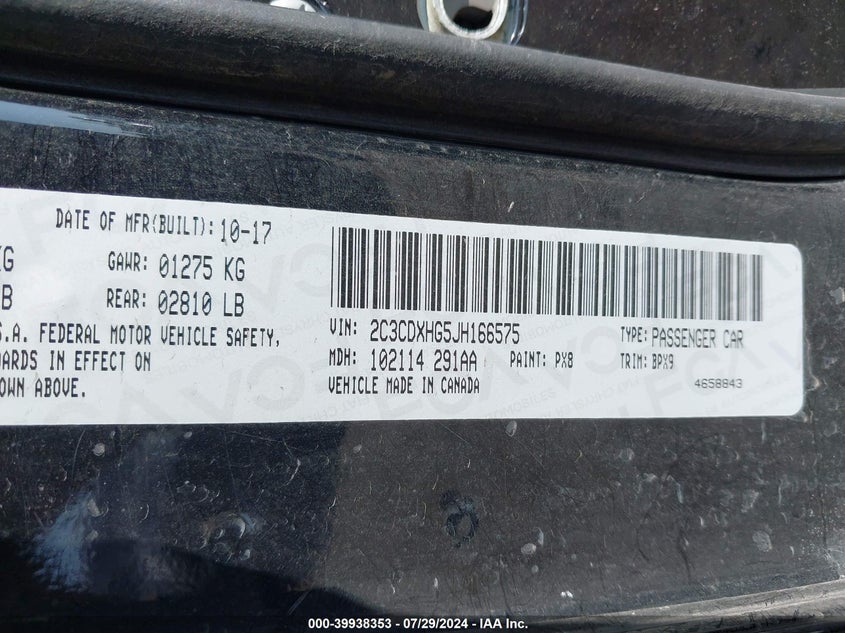 DATE OF MFR(BUILT): 10-17
KG GAWR: 01275 KG
B REAR: 02810 LB
S.A. FEDERAL MOTOR VEHICLE SAFETY,
ARDS IN EFFECT ON
OWN ABOVE.
VIN: 2C3CDXHG5JH166575 TYPE: PASSENGER CAR
MDH: 102114 291AA PAINT: PX8 TRIM: BPX9
VEHICLE MADE IN CANADA 4658843
000-39938353 - 07/29/2024 - IAA Inc.